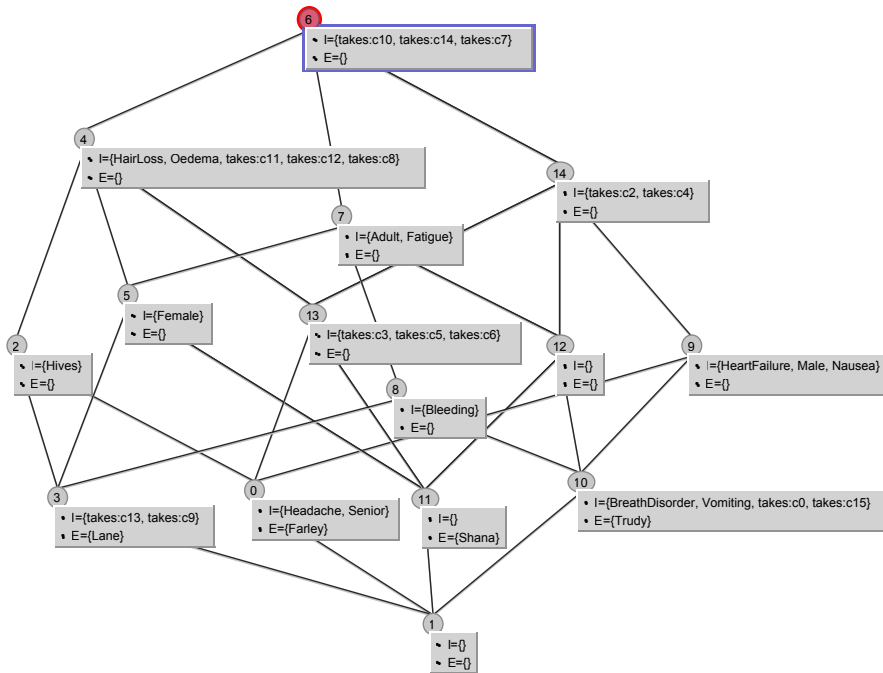 6
I={takes:c10, takes:c14, takes:c7}
E={}
4
I={HairLoss, Oedema, takes:c11, takes:c12, takes:c8}
E={}
14
I={takes:c2, takes:c4}
E={}
7
I={Adult, Fatigue}
E={}
5
I={Female}
E={}
13
I={takes:c3, takes:c5, takes:c6}
E={}
2
I={Hives}
E={}
12
I={}
E={}
9
I={HeartFailure, Male, Nausea}
E={}
8
I={Bleeding}
E={}
3
I={takes:c13, takes:c9}
E={Lane}
0
I={Headache, Senior}
E={Farley}
11
I={}
E={Shana}
10
I={BreathDisorder, Vomiting, takes:c0, takes:c15}
E={Trudy}
1
I={}
E={}